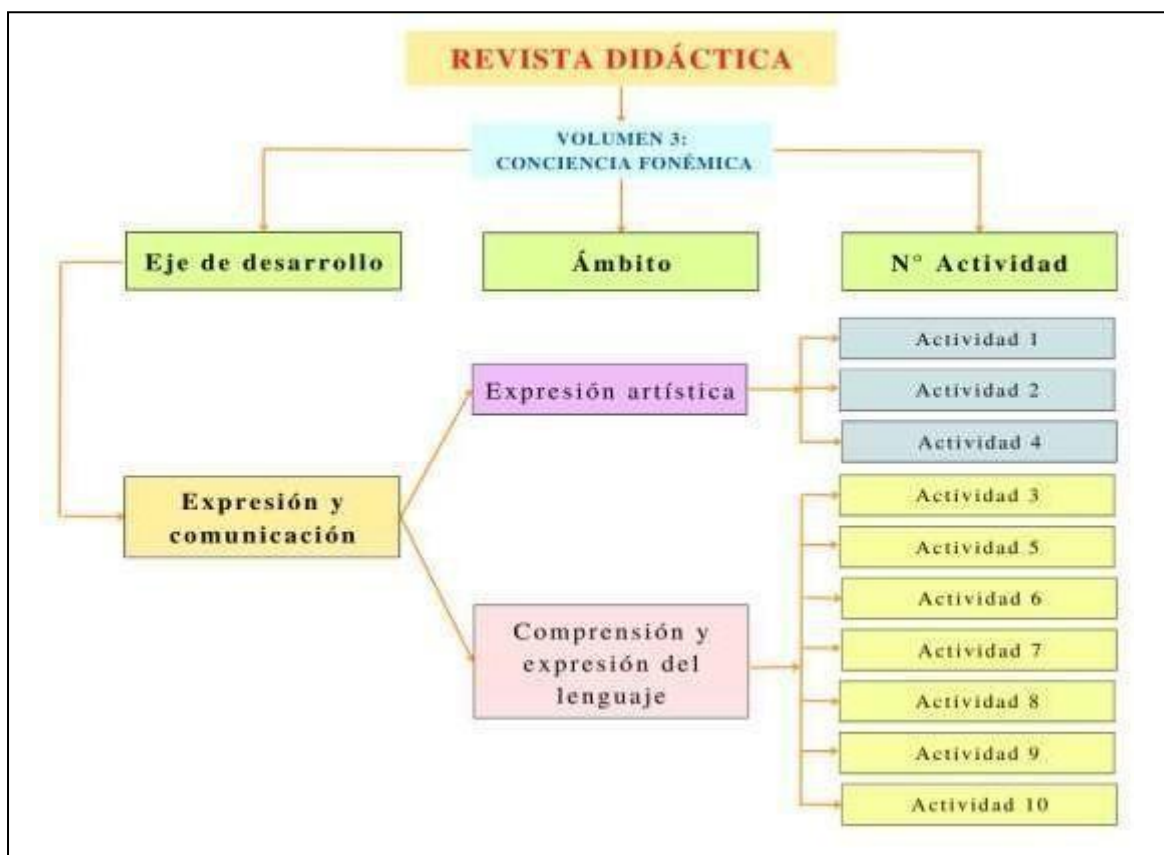 REVISTA DIDÁCTICA
VOLUMEN 3:
CONCIENCIA FONÉMICA
Eje de desarrollo
Ámbito
N° Actividad
Expresión y
comunicación
Expresión artística
Actividad 1
Actividad 2
Actividad 4
Comprensión y
expresión del
lenguaje
Actividad 3
Actividad 5
Actividad 6
Actividad 7
Actividad 8
Actividad 9
Actividad 10